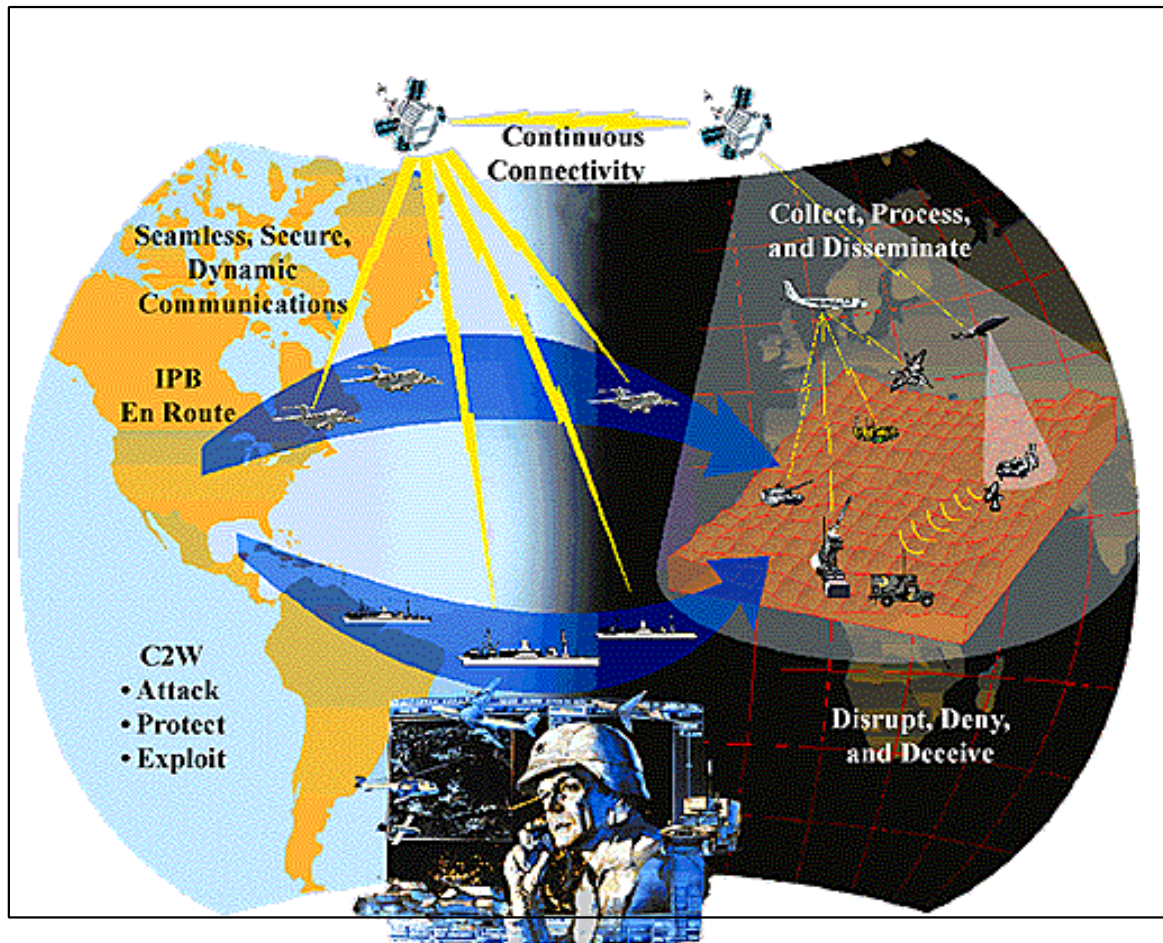 Continuous
Connectivity
Seamless, Secure,
Dynamic
Communications
Collect, Process,
and Disseminate
IPB
En Route
C2W
• Attack
• Protect
• Exploit
Disrupt, Deny,
and Deceive